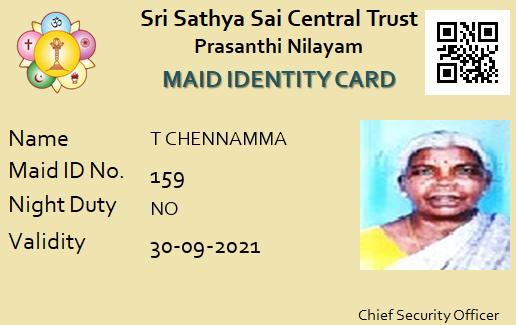 Sri Sathya Sai Central Trust
Prasanthi Nilayam
MAID IDENTITY CARD
Name T CHENNAMMA
Maid ID No. 159
Night Duty NO
Validity 30-09-2021
Chief Security Officer